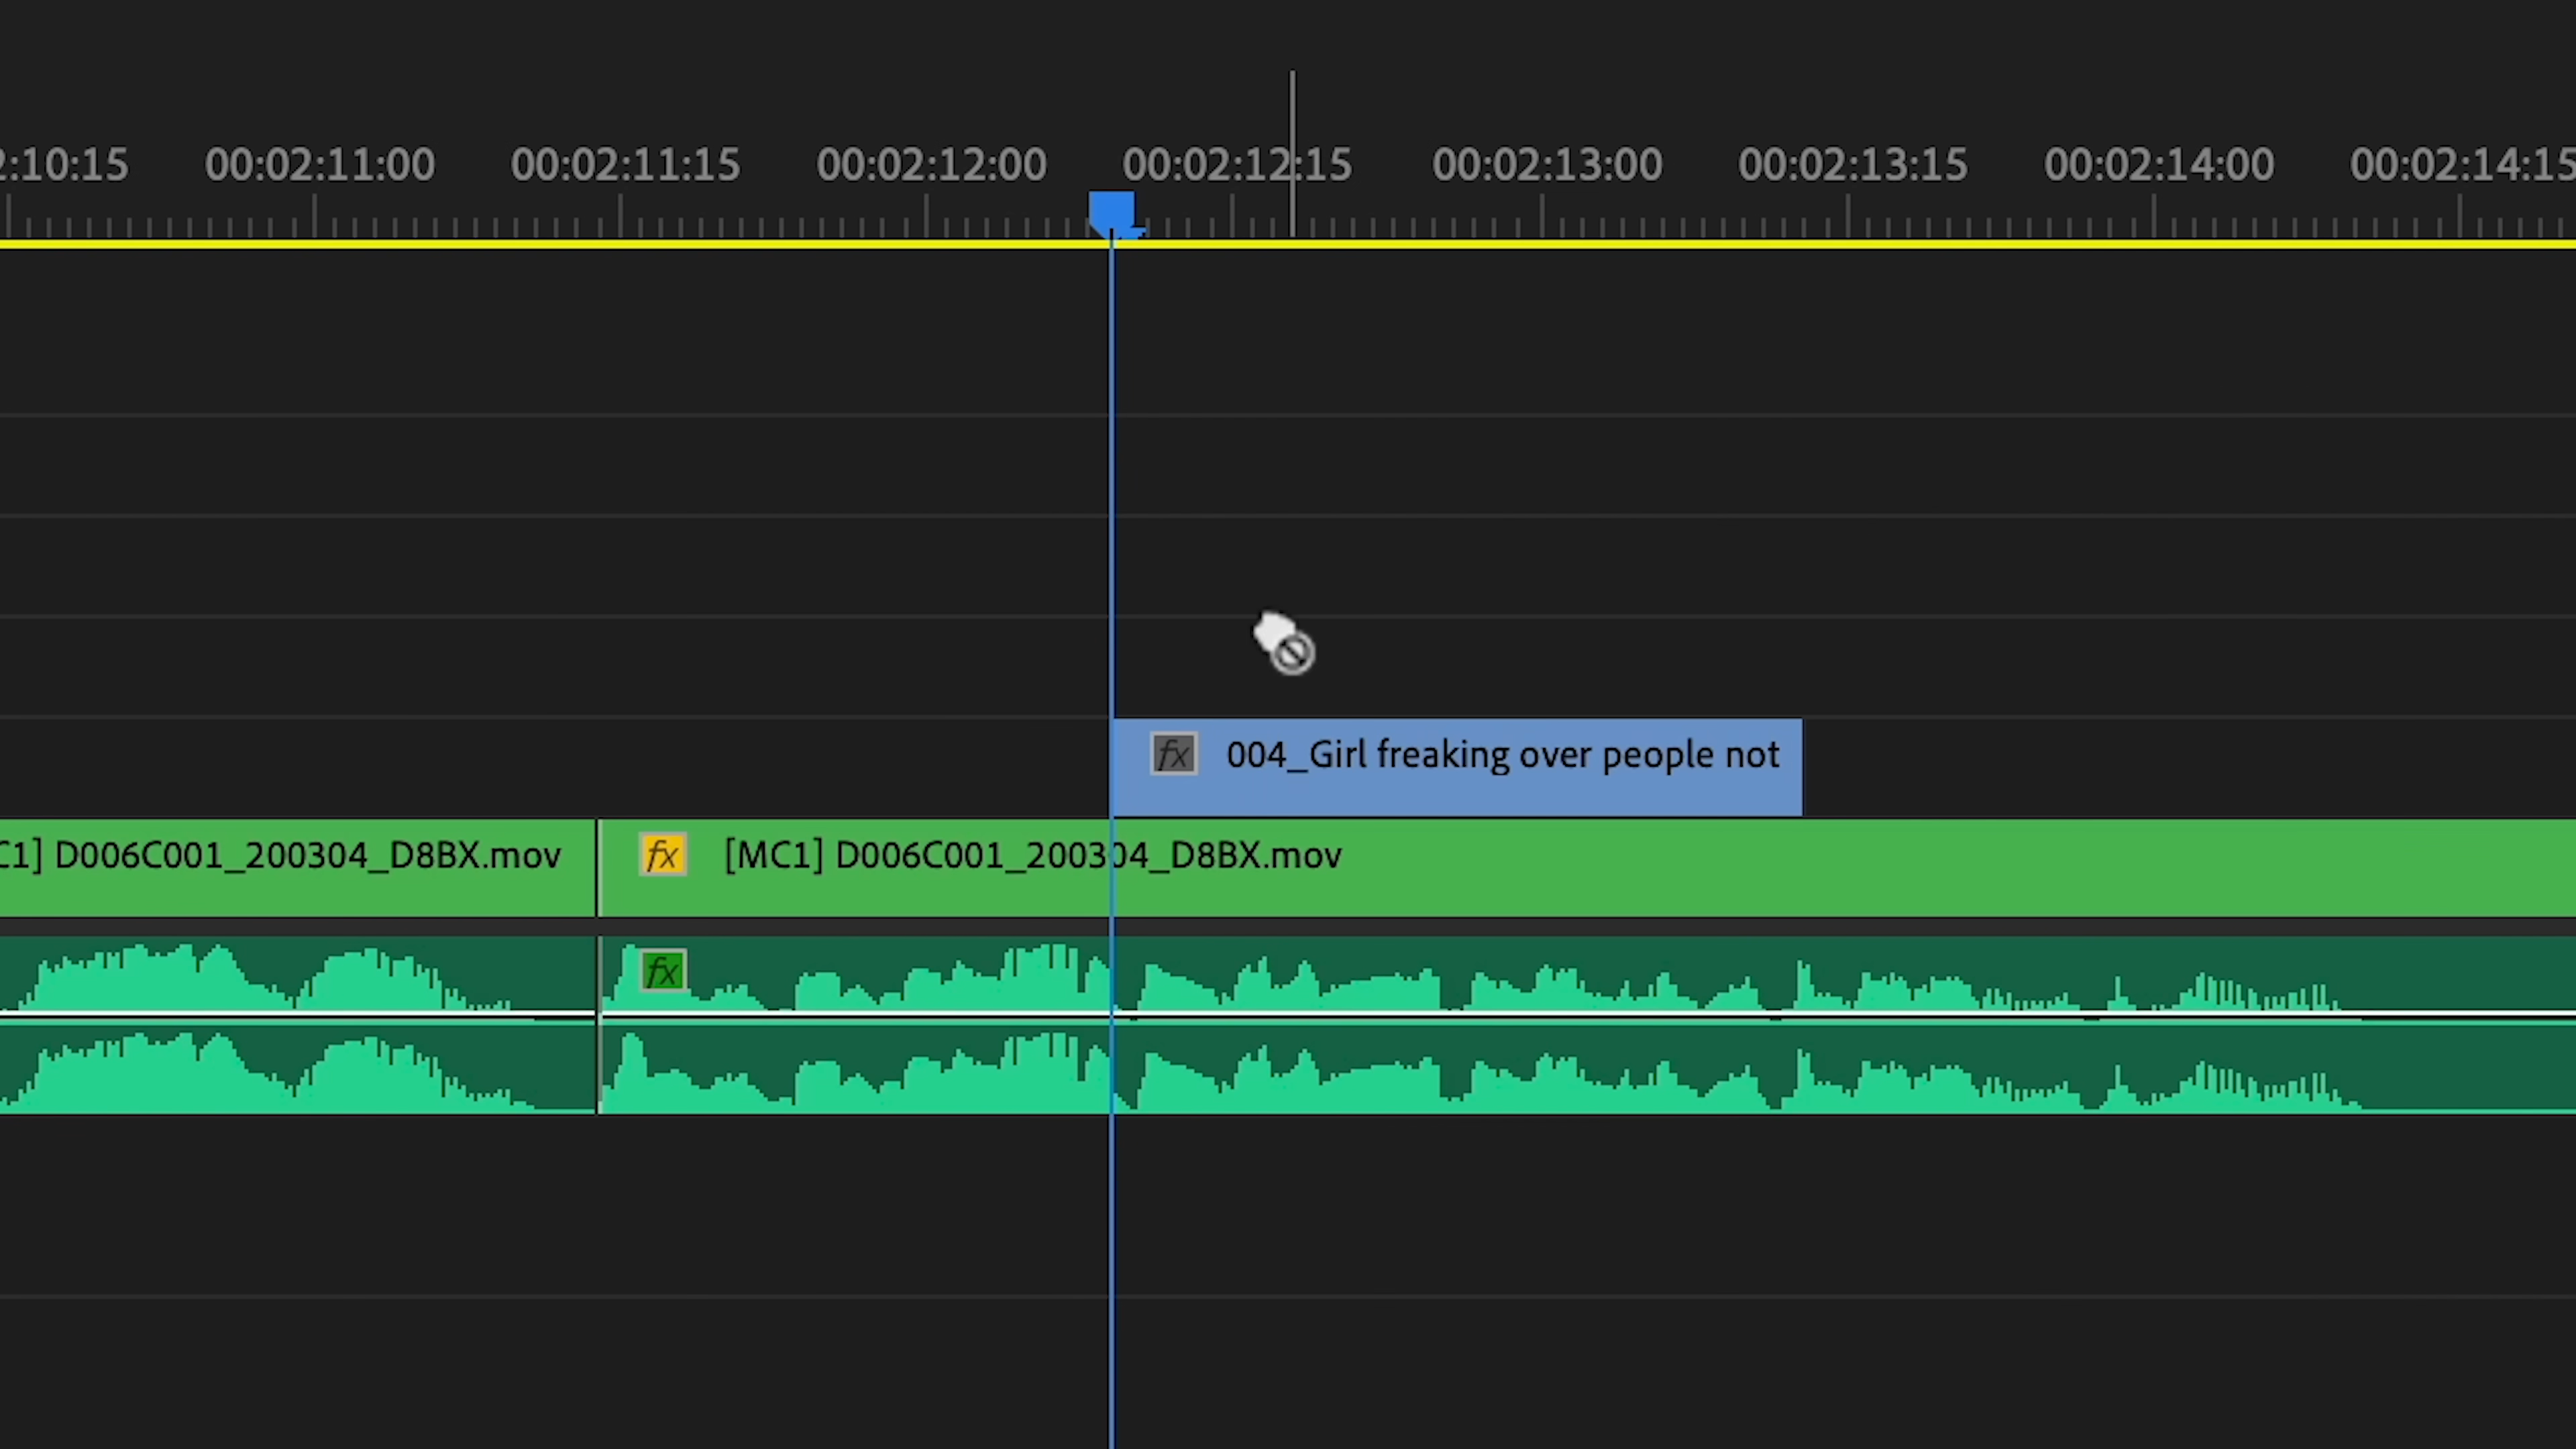 2:10:15 00:02:11:00 00:02:11:15 00:02:12:00 00:02:12:15 00:02:13:00 00:02:13:15 00:02:14:00 00:02:14:15
fx 004_Girl freaking over people not
C1] D006C001_200304_D8BX.mov fx [MC1] D006C001_200304_D8BX.mov
fx